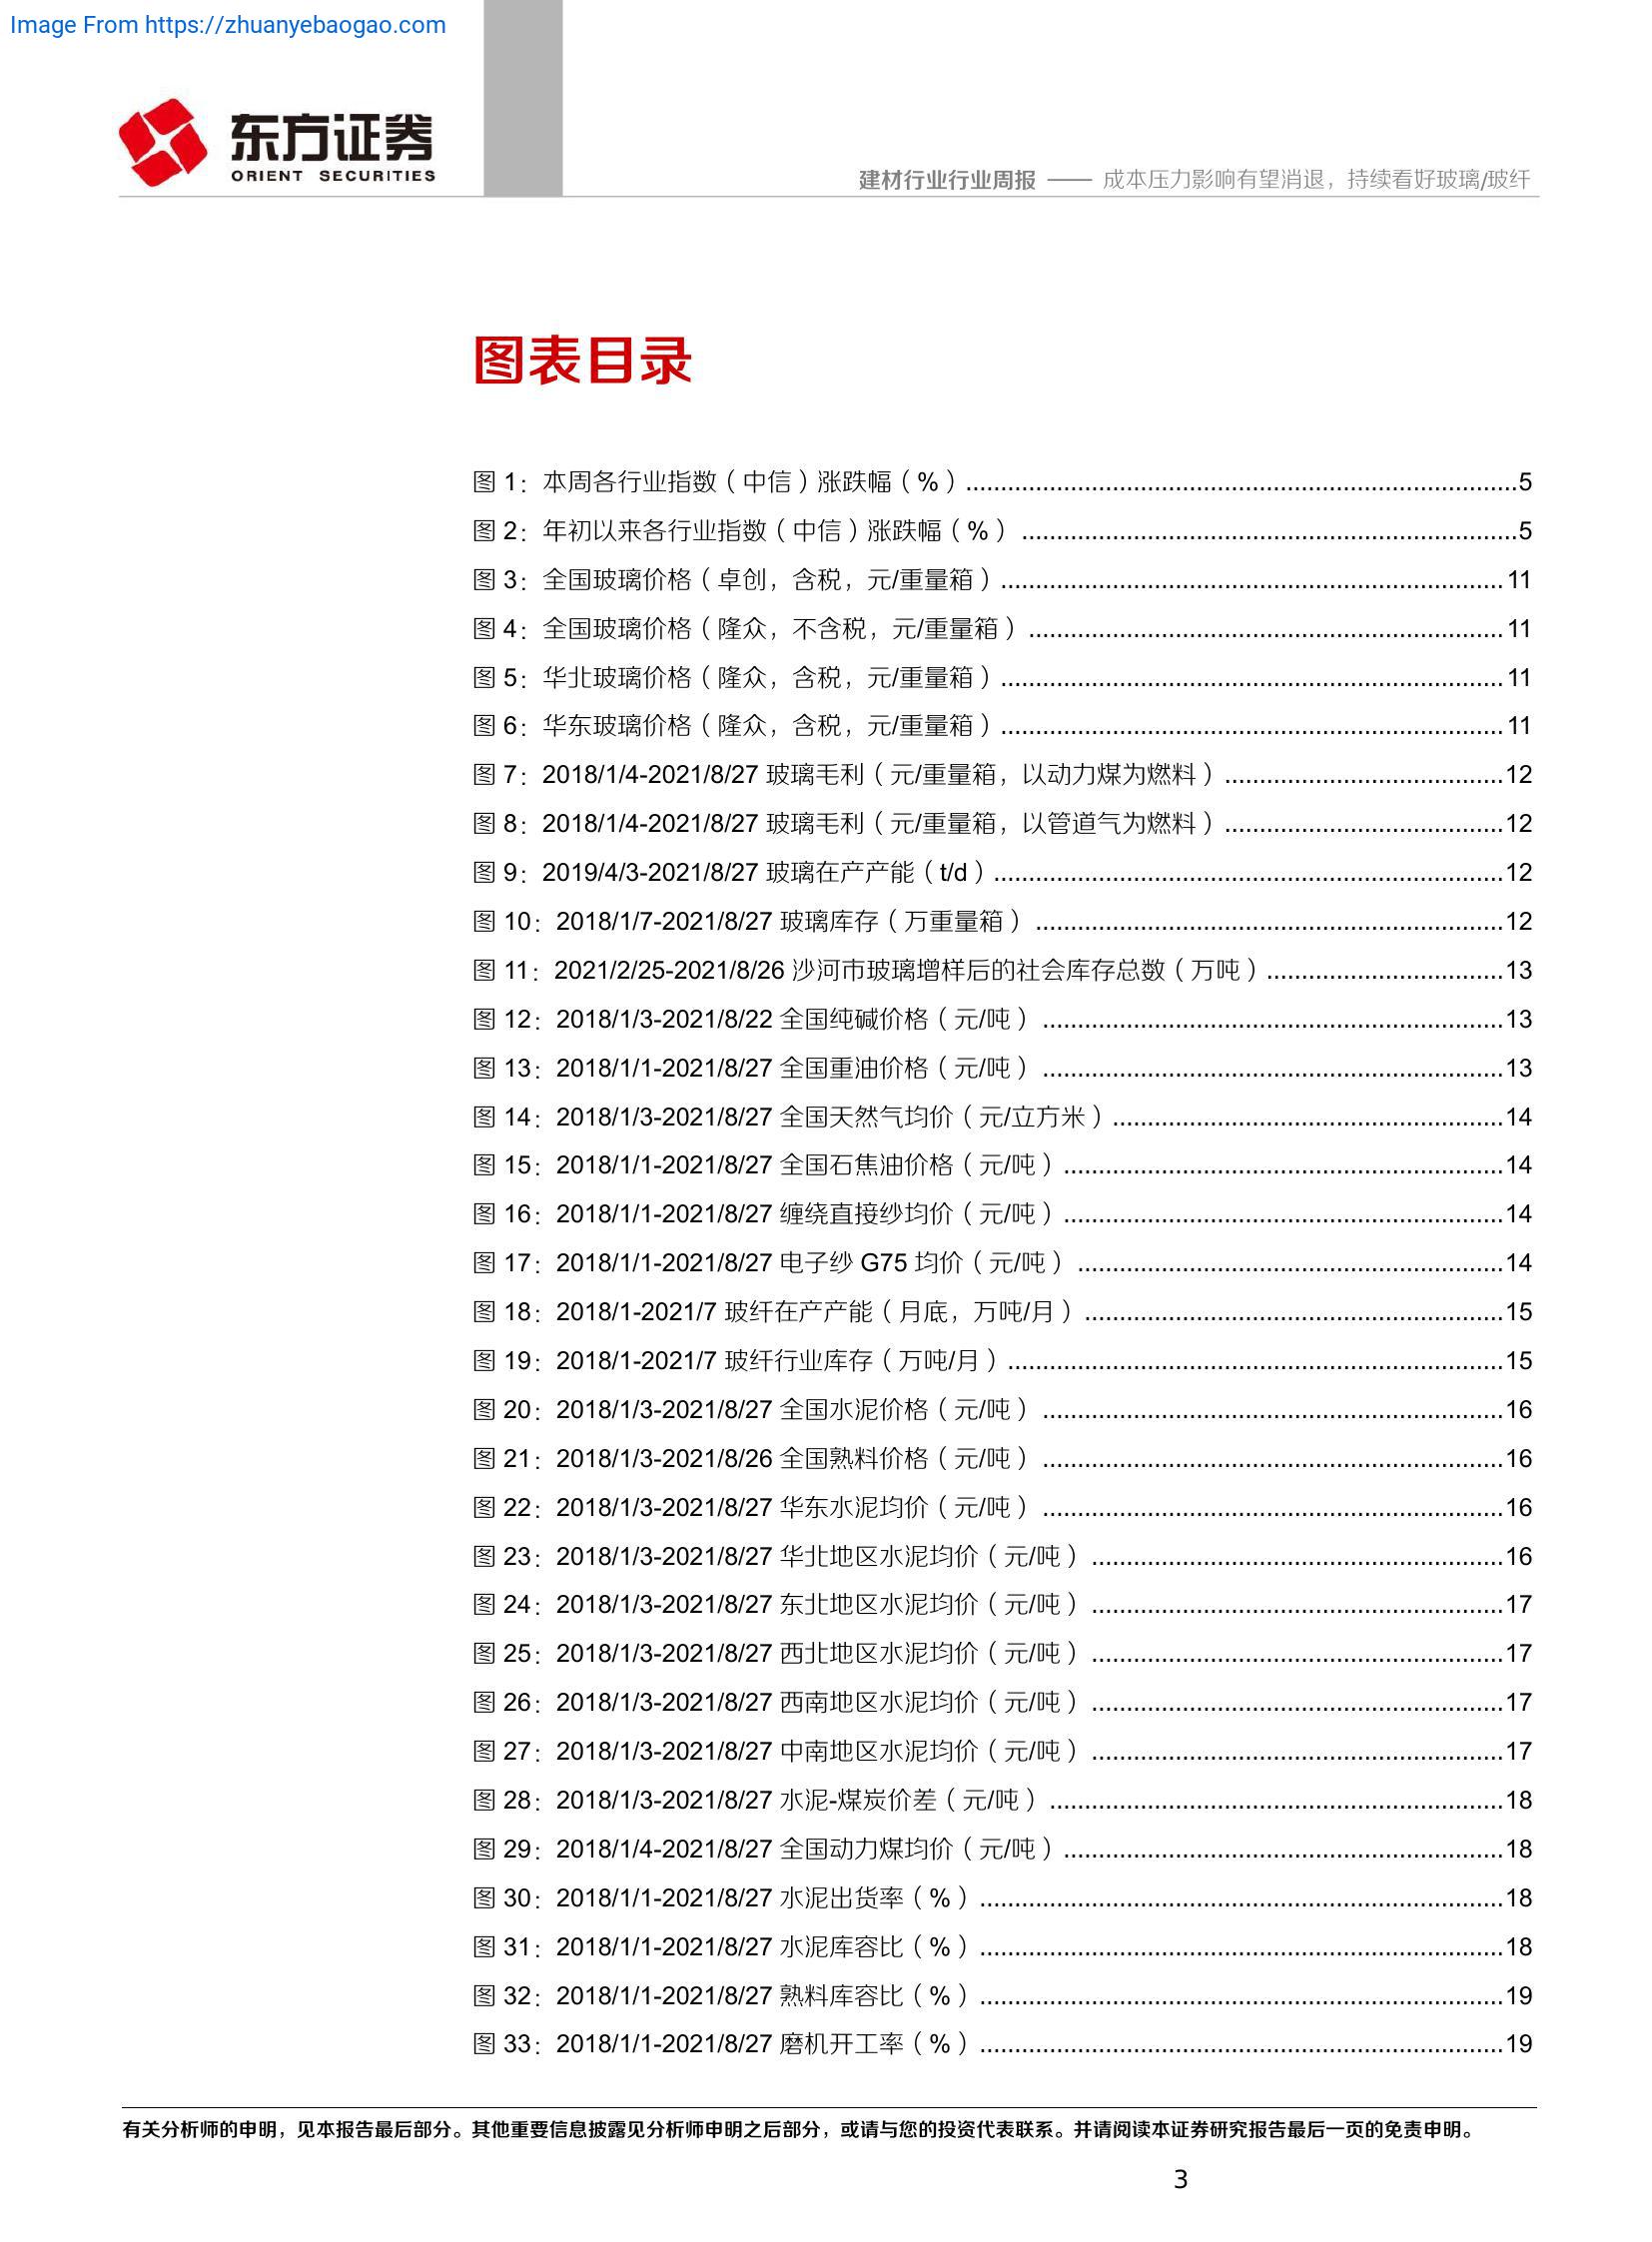 Image From https://zhuanyebaogao.com
东方证券
ORIENT SECURITIES
建材行业行业周报 —— 成本压力影响有望消退，持续看好玻璃/玻纤
图表目录
图 1：本周各行业指数（中信）涨跌幅（%）....................5
图 2：年初以来各行业指数（中信）涨跌幅（%）....................5
图 3：全国玻璃价格（卓创，含税，元/重量箱）....................11
图 4：全国玻璃价格（隆众，不含税，元/重量箱）....................11
图 5：华北玻璃价格（隆众，含税，元/重量箱）....................11
图 6：华东玻璃价格（隆众，含税，元/重量箱）....................11
图 7：2018/1/4-2021/8/27 玻璃毛利（元/重量箱，以动力煤为燃料）....................12
图 8：2018/1/4-2021/8/27 玻璃毛利（元/重量箱，以管道气为燃料）....................12
图 9：2019/4/3-2021/8/27 玻璃在产产能（t/d）....................12
图 10：2018/1/7-2021/8/27 玻璃库存（万重量箱）....................12
图 11：2021/2/25-2021/8/26 沙河市玻璃增样后的社会库存总数（万吨）....................13
图 12：2018/1/3-2021/8/22 全国纯碱价格（元/吨）....................13
图 13：2018/1/1-2021/8/27 全国重油价格（元/吨）....................13
图 14：2018/1/3-2021/8/27 全国天然气均价（元/立方米）....................14
图 15：2018/1/1-2021/8/27 全国石焦油价格（元/吨）....................14
图 16：2018/1/1-2021/8/27 缠绕直接纱均价（元/吨）....................14
图 17：2018/1/1-2021/8/27 电子纱 G75 均价（元/吨）....................14
图 18：2018/1-2021/7 玻纤在产产能（月底，万吨/月）....................15
图 19：2018/1-2021/7 玻纤行业库存（万吨/月）....................15
图 20：2018/1/3-2021/8/27 全国水泥价格（元/吨）....................16
图 21：2018/1/3-2021/8/26 全国熟料价格（元/吨）....................16
图 22：2018/1/3-2021/8/27 华东水泥均价（元/吨）....................16
图 23：2018/1/3-2021/8/27 华北地区水泥均价（元/吨）....................16
图 24：2018/1/3-2021/8/27 东北地区水泥均价（元/吨）....................17
图 25：2018/1/3-2021/8/27 西北地区水泥均价（元/吨）....................17
图 26：2018/1/3-2021/8/27 西南地区水泥均价（元/吨）....................17
图 27：2018/1/3-2021/8/27 中南地区水泥均价（元/吨）....................17
图 28：2018/1/3-2021/8/27 水泥-煤炭价差（元/吨）....................18
图 29：2018/1/4-2021/8/27 全国动力煤均价（元/吨）....................18
图 30：2018/1/1-2021/8/27 水泥出货率（%）....................18
图 31：2018/1/1-2021/8/27 水泥库容比（%）....................18
图 32：2018/1/1-2021/8/27 熟料库容比（%）....................19
图 33：2018/1/1-2021/8/27 磨机开工率（%）....................19
有关分析师的申明，见本报告最后部分。其他重要信息披露见分析师申明之后部分，或请与您的投资代表联系。并请阅读本证券研究报告最后一页的免责申明。
3